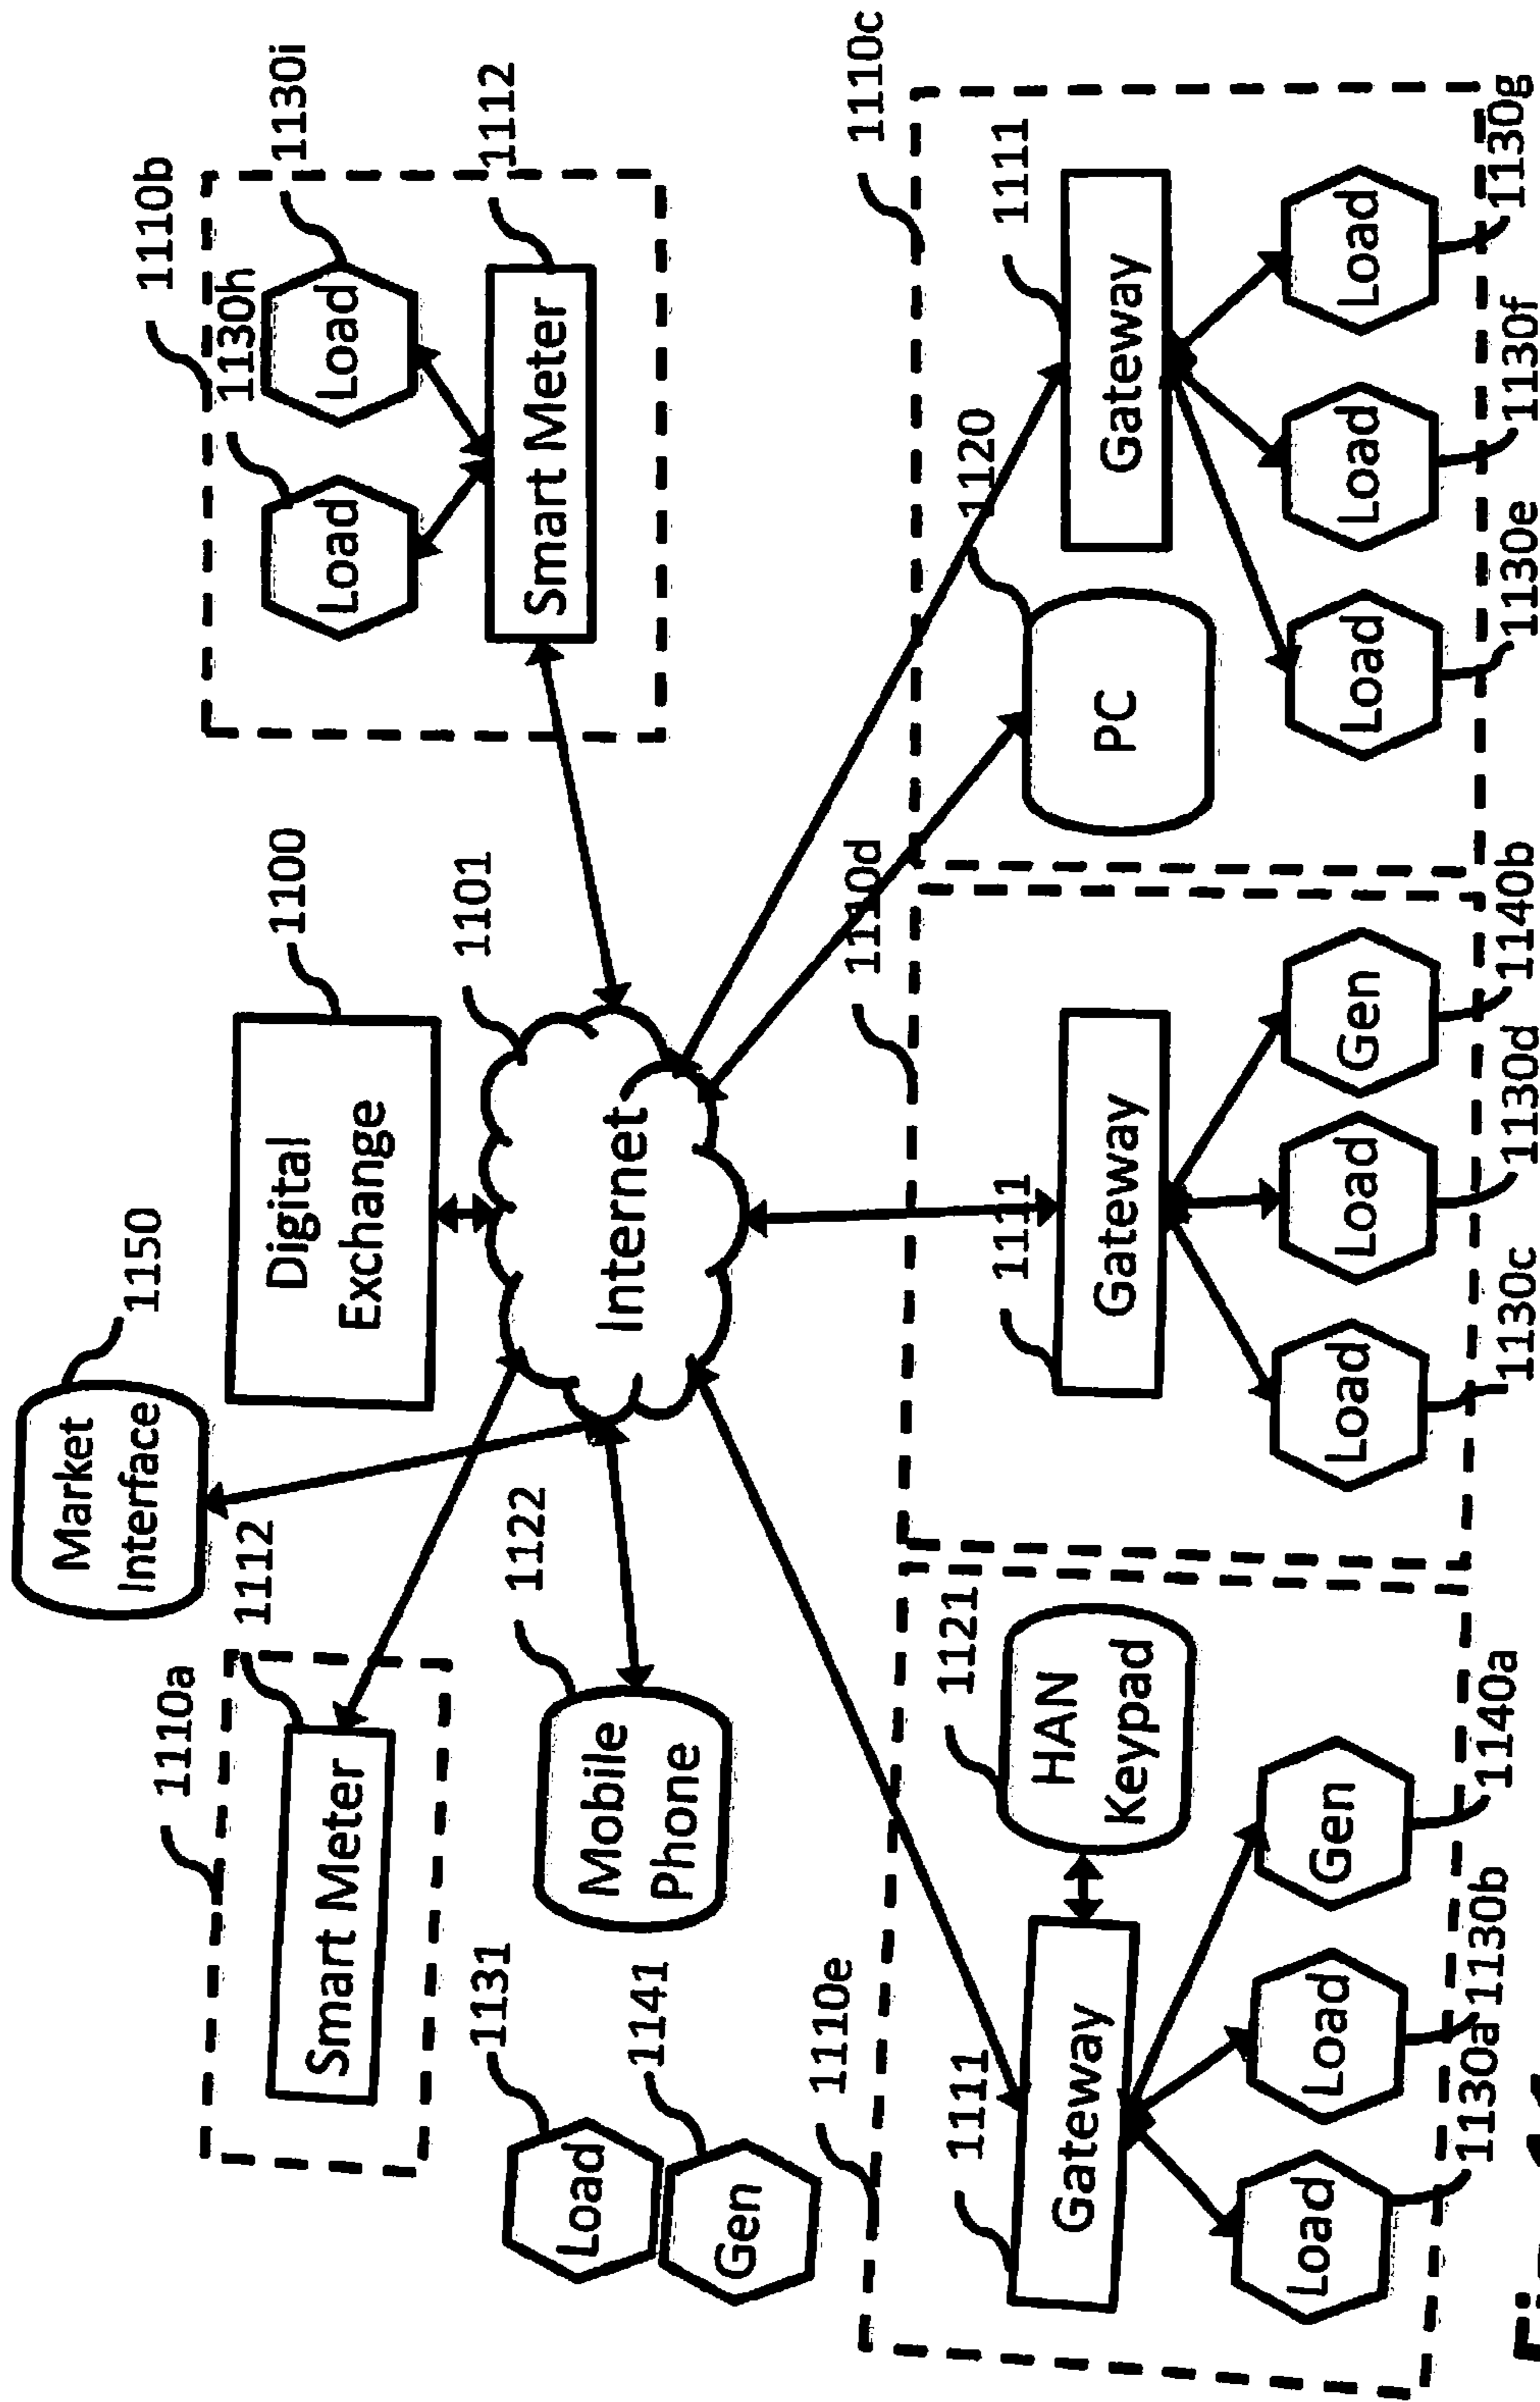 Market
Interface
1150
1110a
1112
Smart Meter
Digital
Exchange
1100
1110b
1130h
1130i
Load
Load
1112
Smart Meter
1131
Load
1141
Gen
1122
Mobile
Phone
1101
Internet
1110e
1111
Gateway
1121
HAN
Keypad
Load
Load
Gen
1130a
1130b
1140a
1110d
1111
Gateway
Load
Load
Gen
1130c
1130d
1140b
1110c
1120
PC
1111
Gateway
Load
Load
Load
1130e
1130f
1130g